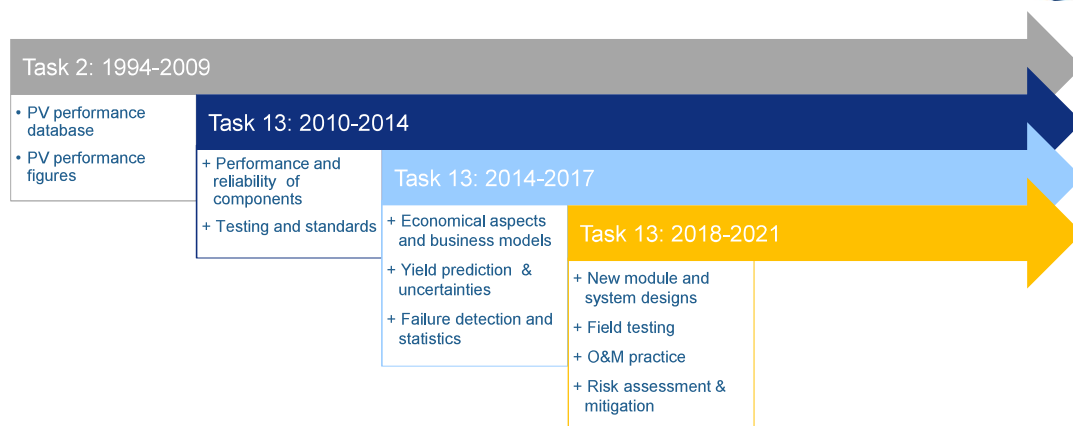 Task 2: 1994-2009
• PV performance
database
• PV performance
figures
Task 13: 2010-2014
+ Performance and
reliability of
components
+ Testing and standards
Task 13: 2014-2017
+ Economical aspects
and business models
+ Yield prediction &
uncertainties
+ Failure detection and
statistics
Task 13: 2018-2021
+ New module and
system designs
+ Field testing
+ O&M practice
+ Risk assessment &
mitigation